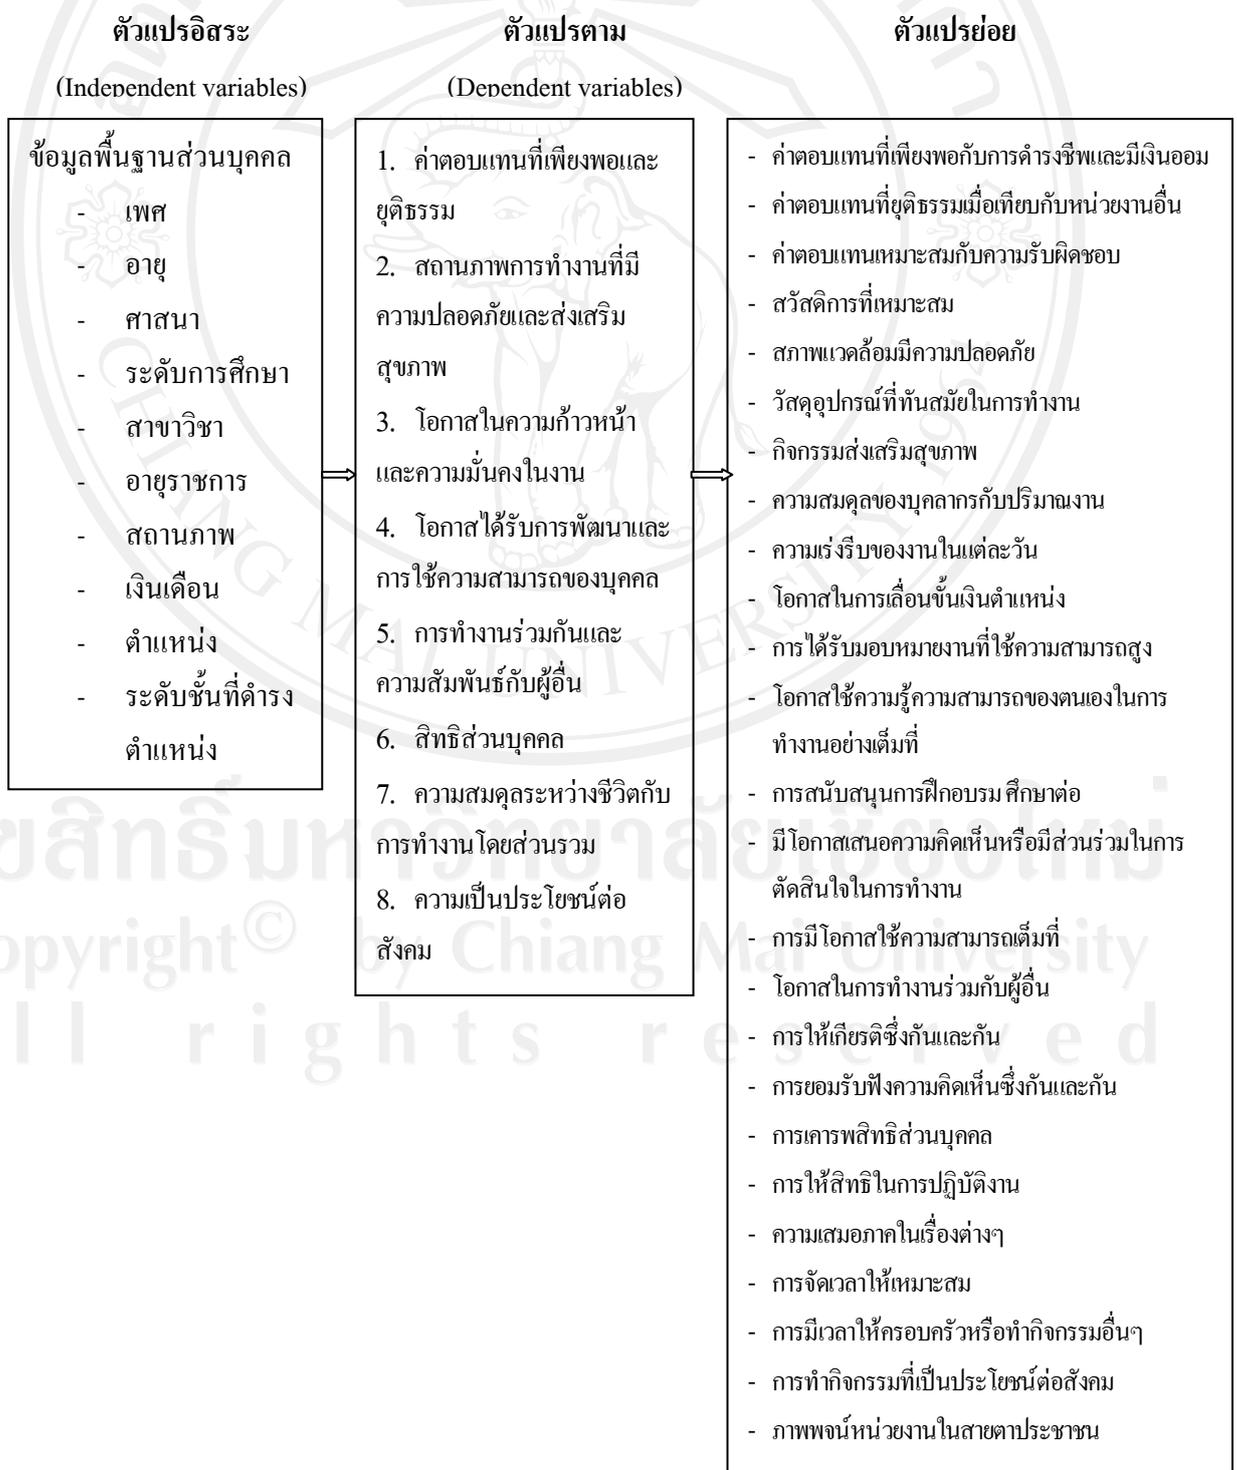 ตัวแปรอิสระ
(Independent variables)
ข้อมูลพื้นฐานส่วนบุคคล
- เพศ
- อายุ
- ศาสนา
- ระดับการศึกษา
- สาขาวิชา
- อายุราชการ
- สถานภาพ
- เงินเดือน
- ตำแหน่ง
- ระดับชั้นที่ดำรง
ตำแหน่ง
ตัวแปรตาม
(Dependent variables)
1. ค่าตอบแทนที่เพียงพอและ
ยุติธรรม
2. สถานภาพการทำงานที่มี
ความปลอดภัยและส่งเสริม
สุขภาพ
3. โอกาสในความก้าวหน้า
และความมั่นคงในงาน
4. โอกาสได้รับการพัฒนาและ
การใช้ความสามารถของบุคคล
5. การทำงานร่วมกันและ
ความสัมพันธ์กับผู้อื่น
6. สิทธิส่วนบุคคล
7. ความสมดุลระหว่างชีวิตกับ
การทำงานโดยส่วนรวม
8. ความเป็นประโยชน์ต่อ
สังคม
ตัวแปรย่อย
- ค่าตอบแทนที่เพียงพอกับการดำรงชีพและมีเงินออม
- ค่าตอบแทนที่ยุติธรรมเมื่อเทียบกับหน่วยงานอื่น
- ค่าตอบแทนเหมาะสมกับความรับผิดชอบ
- สวัสดิการที่เหมาะสม
- สภาพแวดล้อมมีความปลอดภัย
- วัสดุอุปกรณ์ที่ทันสมัยในการทำงาน
- กิจกรรมส่งเสริมสุขภาพ
- ความสมดุลของบุคลากรกับปริมาณงาน
- ความเร่งรีบของงานในแต่ละวัน
- โอกาสในการเลื่อนขั้นเงินตำแหน่ง
- การได้รับมอบหมายงานที่ใช้ความสามารถสูง
- โอกาสใช้ความรู้ความสามารถของตนเองในการ
ทำงานอย่างเต็มที่
- การสนับสนุนการฝึกอบรม ศึกษาต่อ
- มีโอกาสเสนอความคิดเห็นหรือมีส่วนร่วมในการ
ตัดสินใจในการทำงาน
- การมีโอกาสใช้ความสามารถเต็มที่
- โอกาสในการทำงานร่วมกับผู้อื่น
- การให้เกียรติซึ่งกันและกัน
- การยอมรับฟังความคิดเห็นซึ่งกันและกัน
- การเคารพสิทธิส่วนบุคคล
- การให้สิทธิในการปฏิบัติงาน
- ความเสมอภาคในเรื่องต่างๆ
- การจัดเวลาให้เหมาะสม
- การมีเวลาให้ครอบครัวหรือทำกิจกรรมอื่นๆ
- การทำกิจกรรมที่เป็นประโยชน์ต่อสังคม
- ภาพพจน์หน่วยงานในสายตาประชาชน
CHIANG MAI UNIVERSITY 1964
by Chiang Mai University
rights reserved